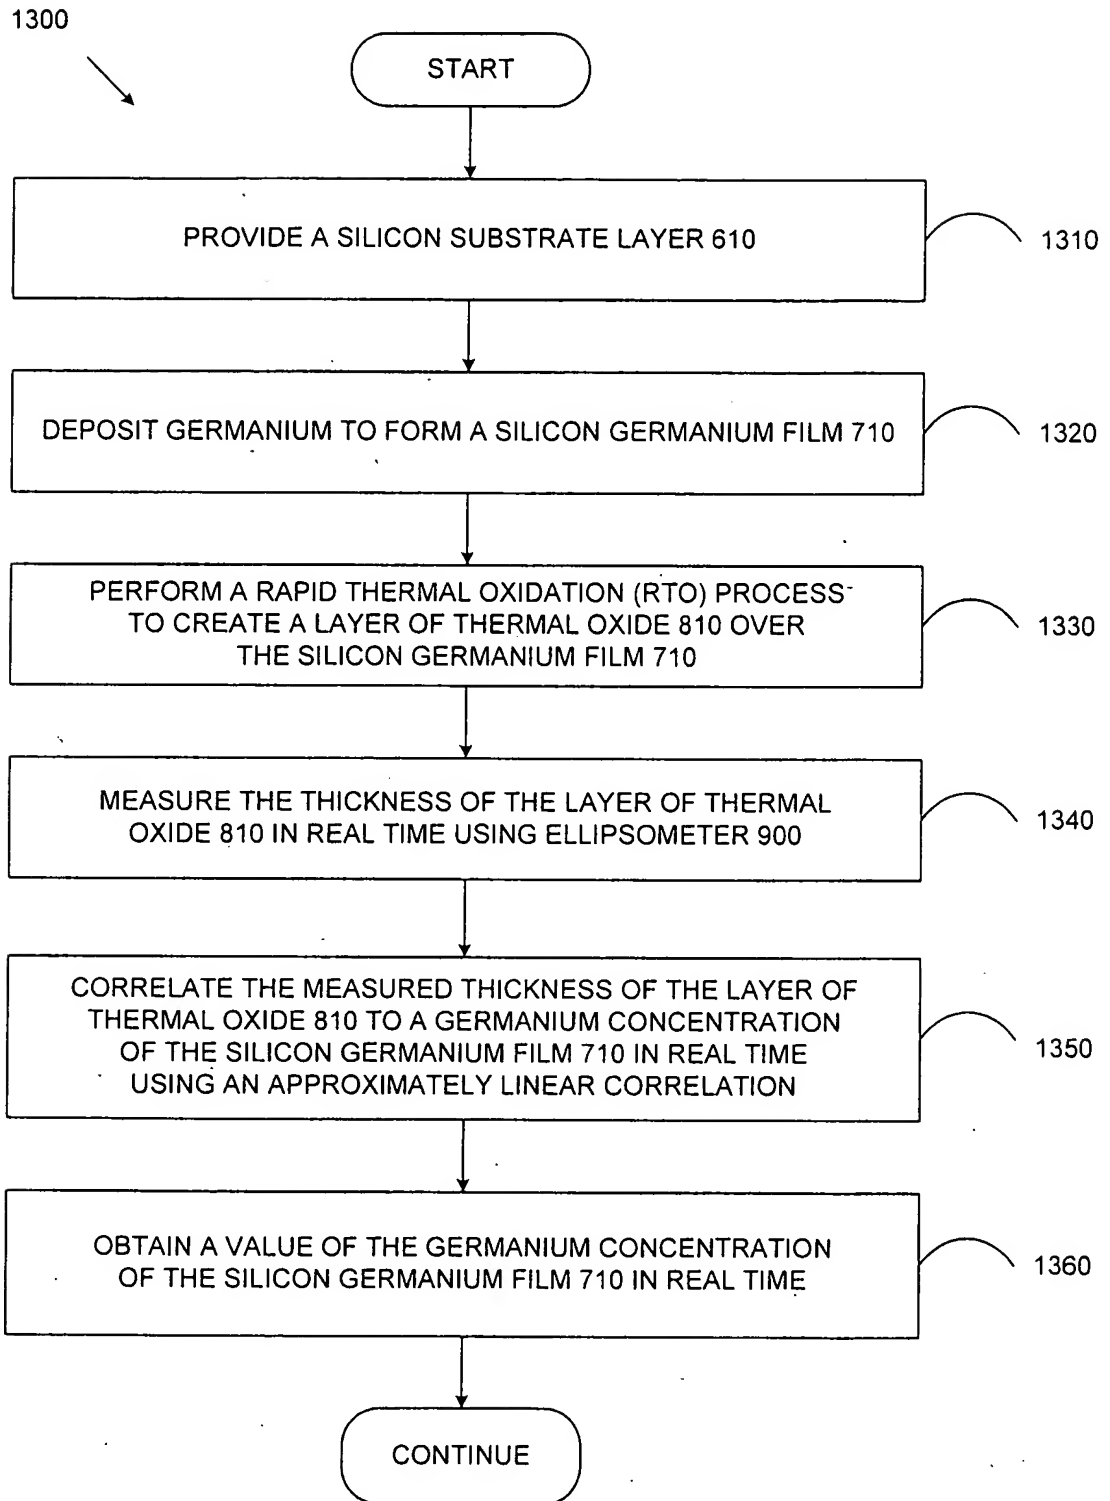 1300
START
PROVIDE A SILICON SUBSTRATE LAYER 610
1310
DEPOSIT GERMANIUM TO FORM A SILICON GERMANIUM FILM 710
1320
PERFORM A RAPID THERMAL OXIDATION (RTO) PROCESS
TO CREATE A LAYER OF THERMAL OXIDE 810 OVER
THE SILICON GERMANIUM FILM 710
1330
MEASURE THE THICKNESS OF THE LAYER OF THERMAL
OXIDE 810 IN REAL TIME USING ELLIPSOMETER 900
1340
CORRELATE THE MEASURED THICKNESS OF THE LAYER OF
THERMAL OXIDE 810 TO A GERMANIUM CONCENTRATION
OF THE SILICON GERMANIUM FILM 710 IN REAL TIME
USING AN APPROXIMATELY LINEAR CORRELATION
1350
OBTAIN A VALUE OF THE GERMANIUM CONCENTRATION
OF THE SILICON GERMANIUM FILM 710 IN REAL TIME
1360
CONTINUE